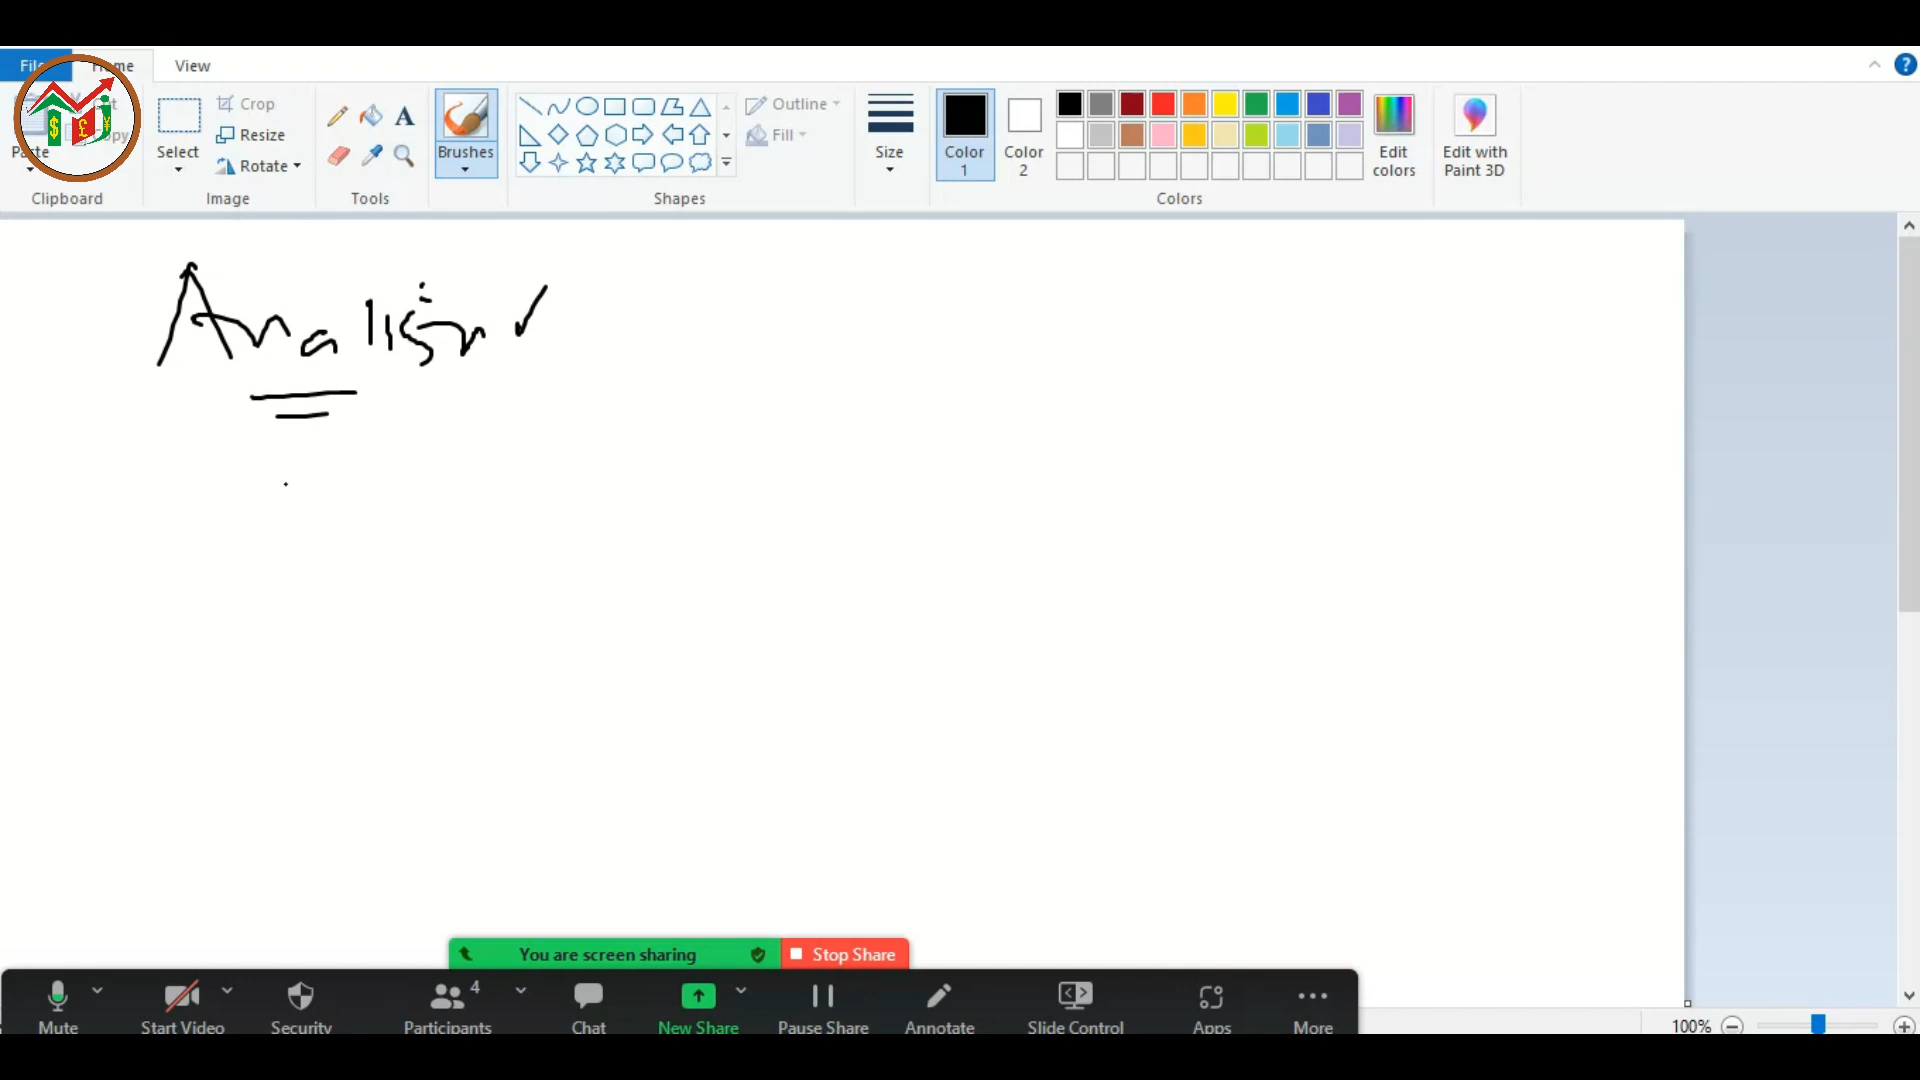 File Home View
Cut
Copy
Paste
Clipboard
Select
Crop
Resize
Rotate
Image
Tools
Brushes
Shapes
Outline
Fill
Size
Color 1
Color 2
Colors
Edit colors
Edit with Paint 3D
You are screen sharing Stop Share
4
Mute Start Video Security Participants Chat New Share Pause Share Annotate Slide Control Apps More
100%